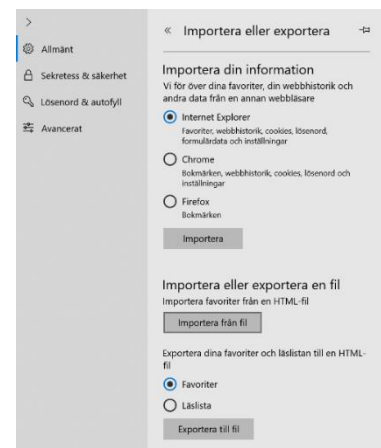 Importera eller exportera
Allmänt
Sekretess & säkerhet
Lösenord & autofyll
Avancerat
Importera din information
Vi för över dina favoriter, din webbhistorik och
andra data från en annan webbläsare
Internet Explorer
Favoriter, webbhistorik, cookies, lösenord,
formulärdata och inställningar
Chrome
Bokmärken, webbhistorik, cookies, lösenord och
inställningar
Firefox
Bokmärken
Importera
Importera eller exportera en fil
Importera favoriter från en HTML-fil
Importera från fil
Exportera dina favoriter och läslistan till en HTML-
fil
Favoriter
Läslista
Exportera till fil